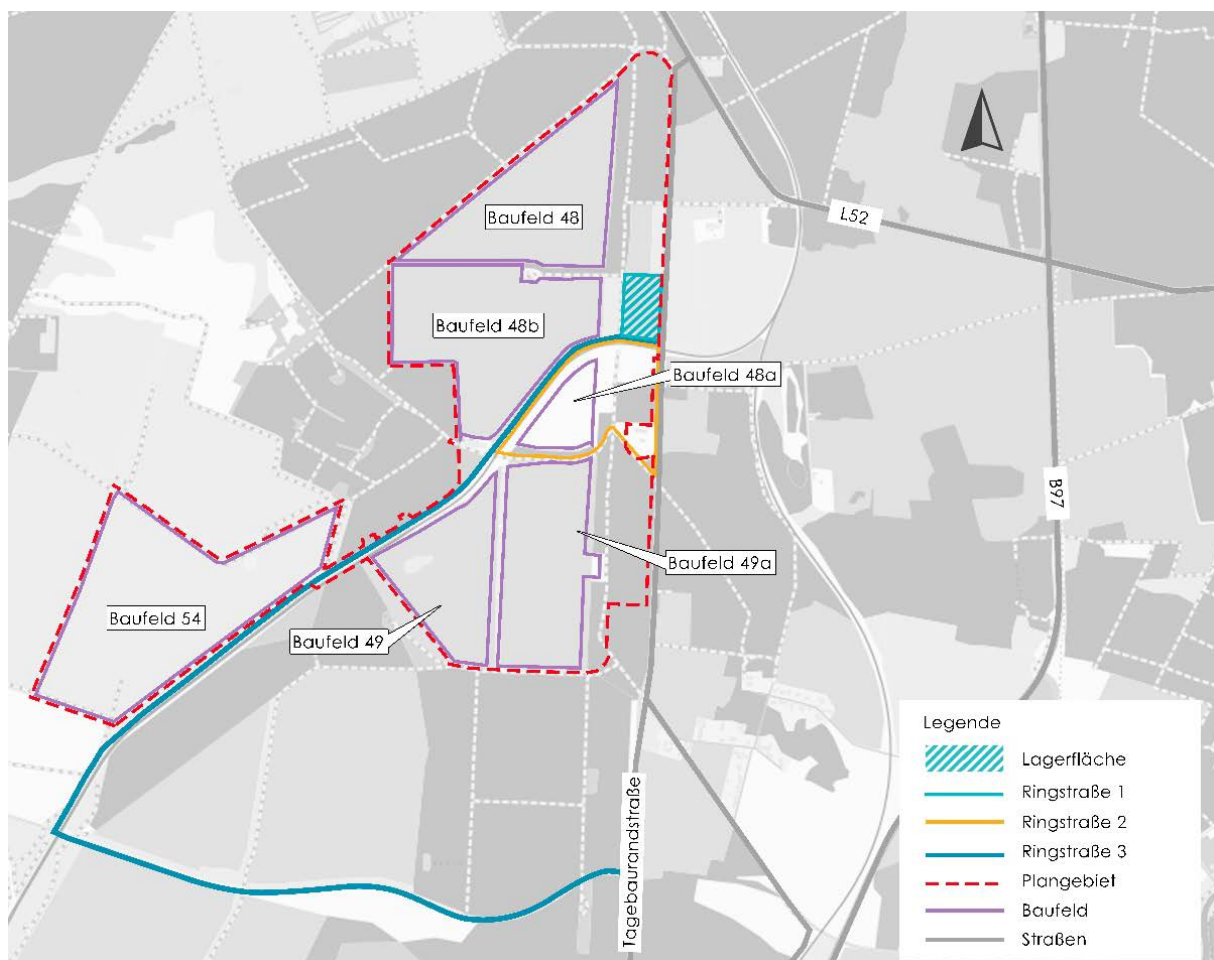 Baufeld 48
L52
Baufeld 48b
Baufeld 48a
B97
Baufeld 49a
Baufeld 54
Baufeld 49
Tagebaurandstraße
Legende
Lagerfläche
Ringstraße 1
Ringstraße 2
Ringstraße 3
Plangebiet
Baufeld
Straßen